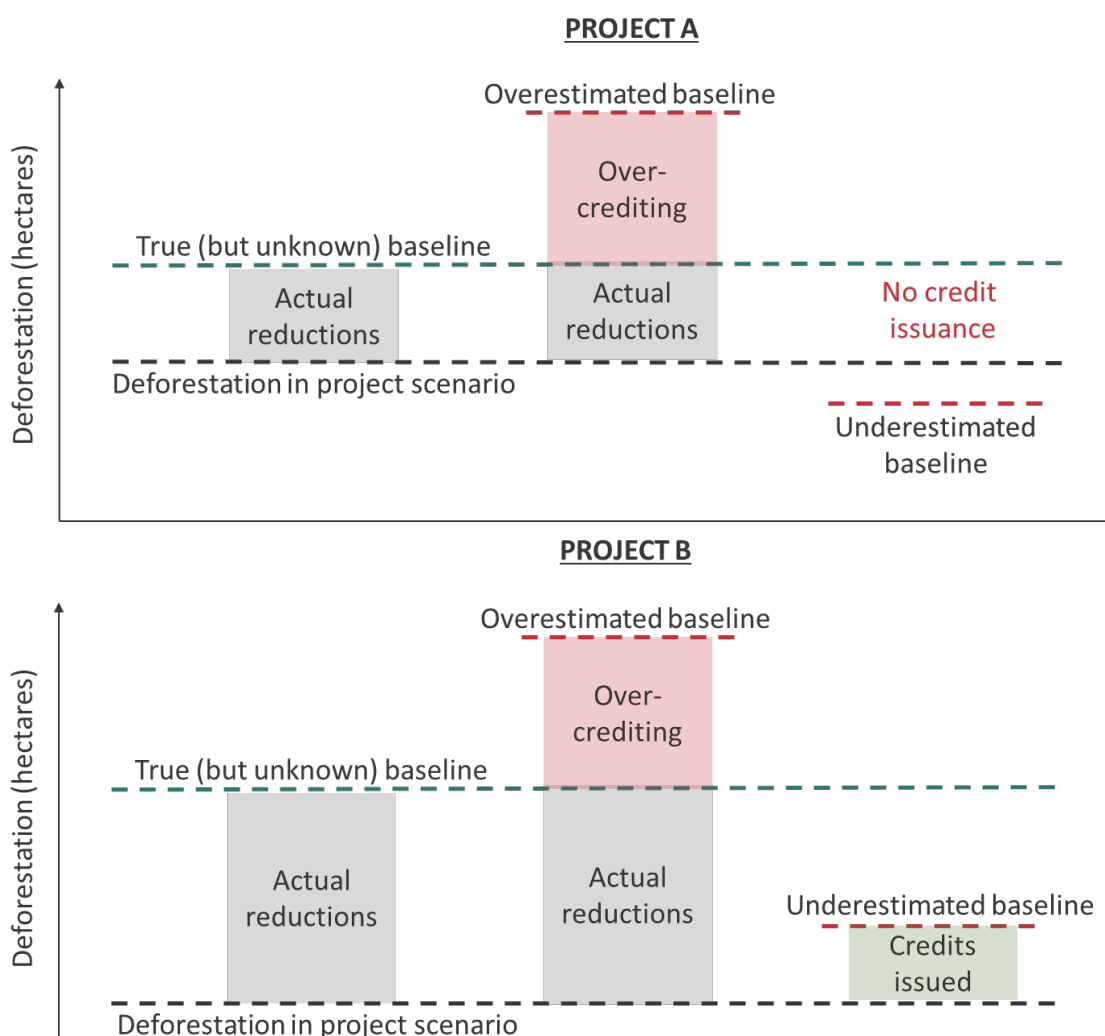 PROJECT A
Overestimated baseline
Over-
crediting
True (but unknown) baseline
Actual
reductions
Actual
reductions
No credit
issuance
Deforestation in project scenario
Underestimated
baseline
Deforestation (hectares)
PROJECT B
Overestimated baseline
Over-
crediting
True (but unknown) baseline
Actual
reductions
Actual
reductions
Underestimated baseline
Credits
issued
Deforestation in project scenario
Deforestation (hectares)